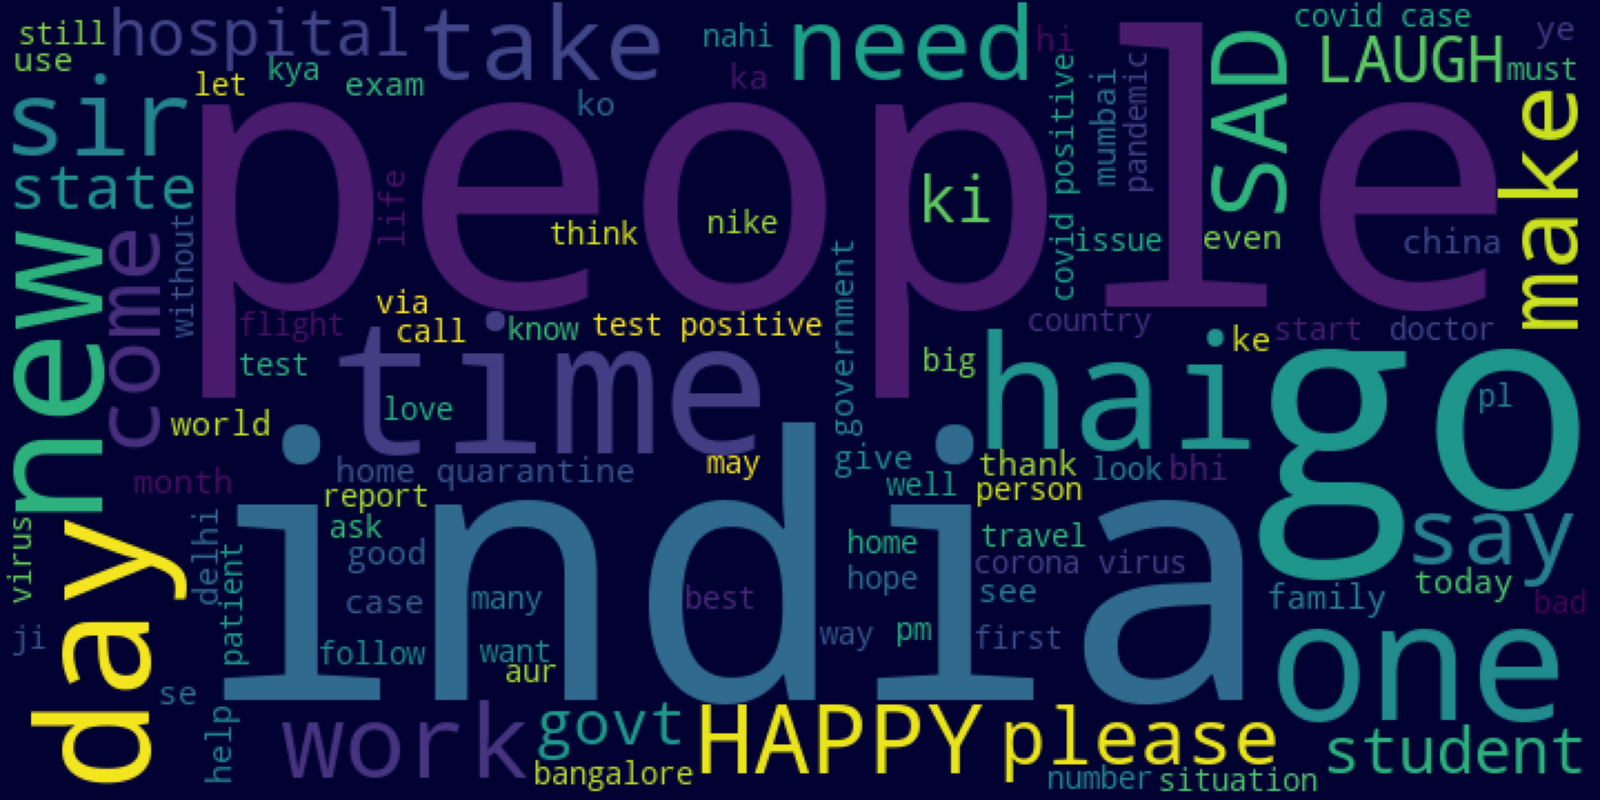 still
hospital
take
nahi
need
hi
covid case
ye
use
let
kya
exam
ka
LAUGH
must
sir
ko
people
covid positive
mumbai
pandemic
SAD
make
state
life
think
nike
ki
issue
even
china
new
come
without
via
flight
call
know
test positive
government
country
ke
start
doctor
test
time
big
hai
go
pl
world
love
month
home quarantine
may
give
thank
look
bhi
report
well
person
virus
day
delhi
patient
ask
india
good
home
travel
say
corona virus
hope
see
today
case
many
best
family
bad
ji
follow
want
way
pm
first
one
aur
se
help
work
govt
HAPPY
please
student
bangalore
number
situation